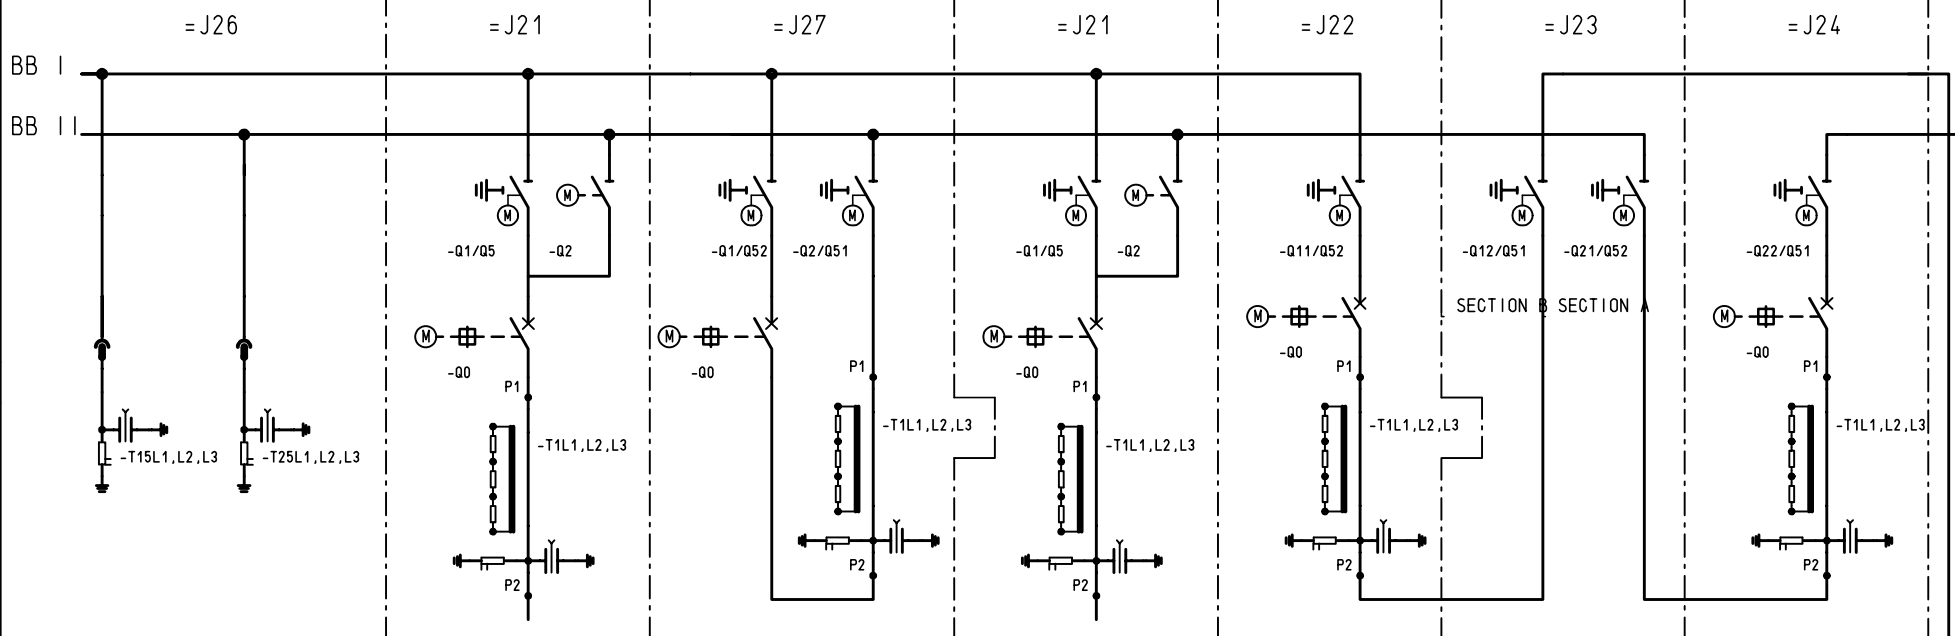 =J26 =J21 =J27 =J21 =J22 =J23 =J24
BB I
BB II
M M M M M M M M M M
-Q1/Q5 -Q2 -Q1/Q52 -Q2/Q51 -Q1/Q5 -Q2 -Q11/Q52 -Q12/Q51 -Q21/Q52 -Q22/Q51
SECTION B SECTION A
M M M M M
-Q0 -Q0 -Q0 -Q0 -Q0
P1 P1 P1 P1 P1
-T1L1,L2,L3 -T1L1,L2,L3 -T1L1,L2,L3
-T1L1,L2,L3 -T1L1,L2,L3
-T15L1,L2,L3 -T25L1,L2,L3
P2 P2 P2
P2 P2